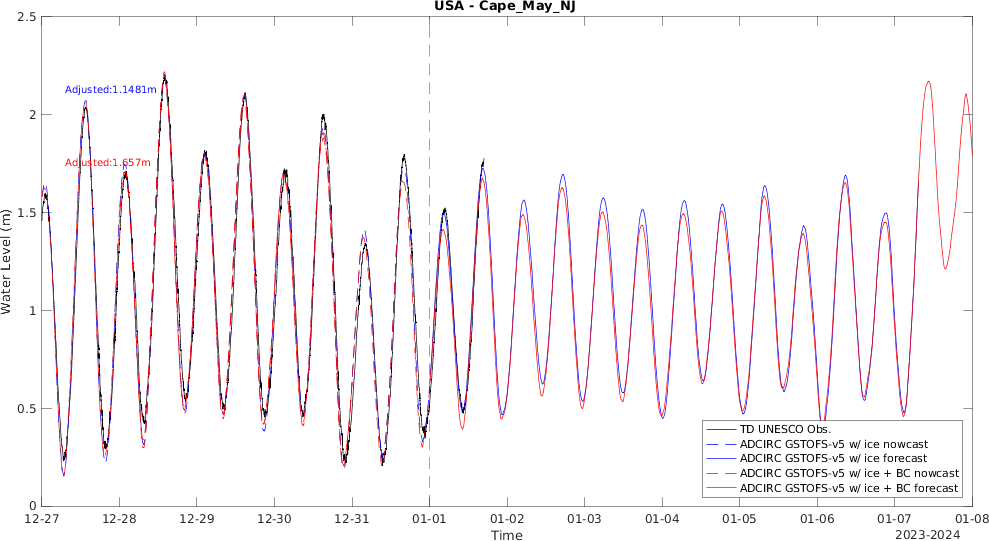 USA - Cape_May_NJ
2.5
2
1.5
1
0.5
0
Water Level (m)
Adjusted:1.1481m
Adjusted:1.657m
TD UNESCO Obs.
ADCIRC GSTOFS-v5 w/ ice nowcast
ADCIRC GSTOFS-v5 w/ ice forecast
ADCIRC GSTOFS-v5 w/ ice + BC nowcast
ADCIRC GSTOFS-v5 w/ ice + BC forecast
12-27 12-28 12-29 12-30 12-31 01-01 01-02 01-03 01-04 01-05 01-06 01-07 01-08
Time
2023-2024